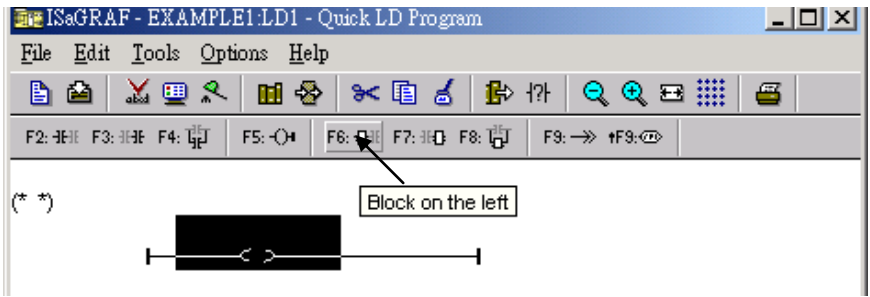 ISaGRAF - EXAMPLE1:LD1 - Quick LD Program
File Edit Tools Options Help
F2: F3: F4: F5: F6: F7: F8: F9: ↑F9:
Block on the left
(* *)